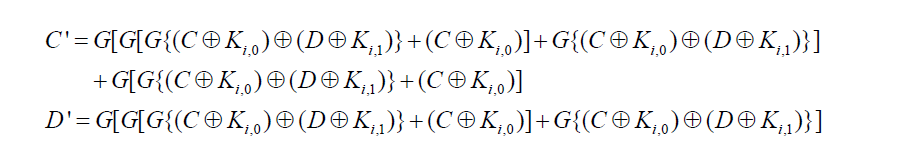 C'=G[G[G{(C⊕K_{i,0})⊕(D⊕K_{i,1})}+(C⊕K_{i,0})]+G{(C⊕K_{i,0})⊕(D⊕K_{i,1})}]
+G[G{(C⊕K_{i,0})⊕(D⊕K_{i,1})}+(C⊕K_{i,0})]
D'=G[G[G{(C⊕K_{i,0})⊕(D⊕K_{i,1})}+(C⊕K_{i,0})]+G{(C⊕K_{i,0})⊕(D⊕K_{i,1})}]